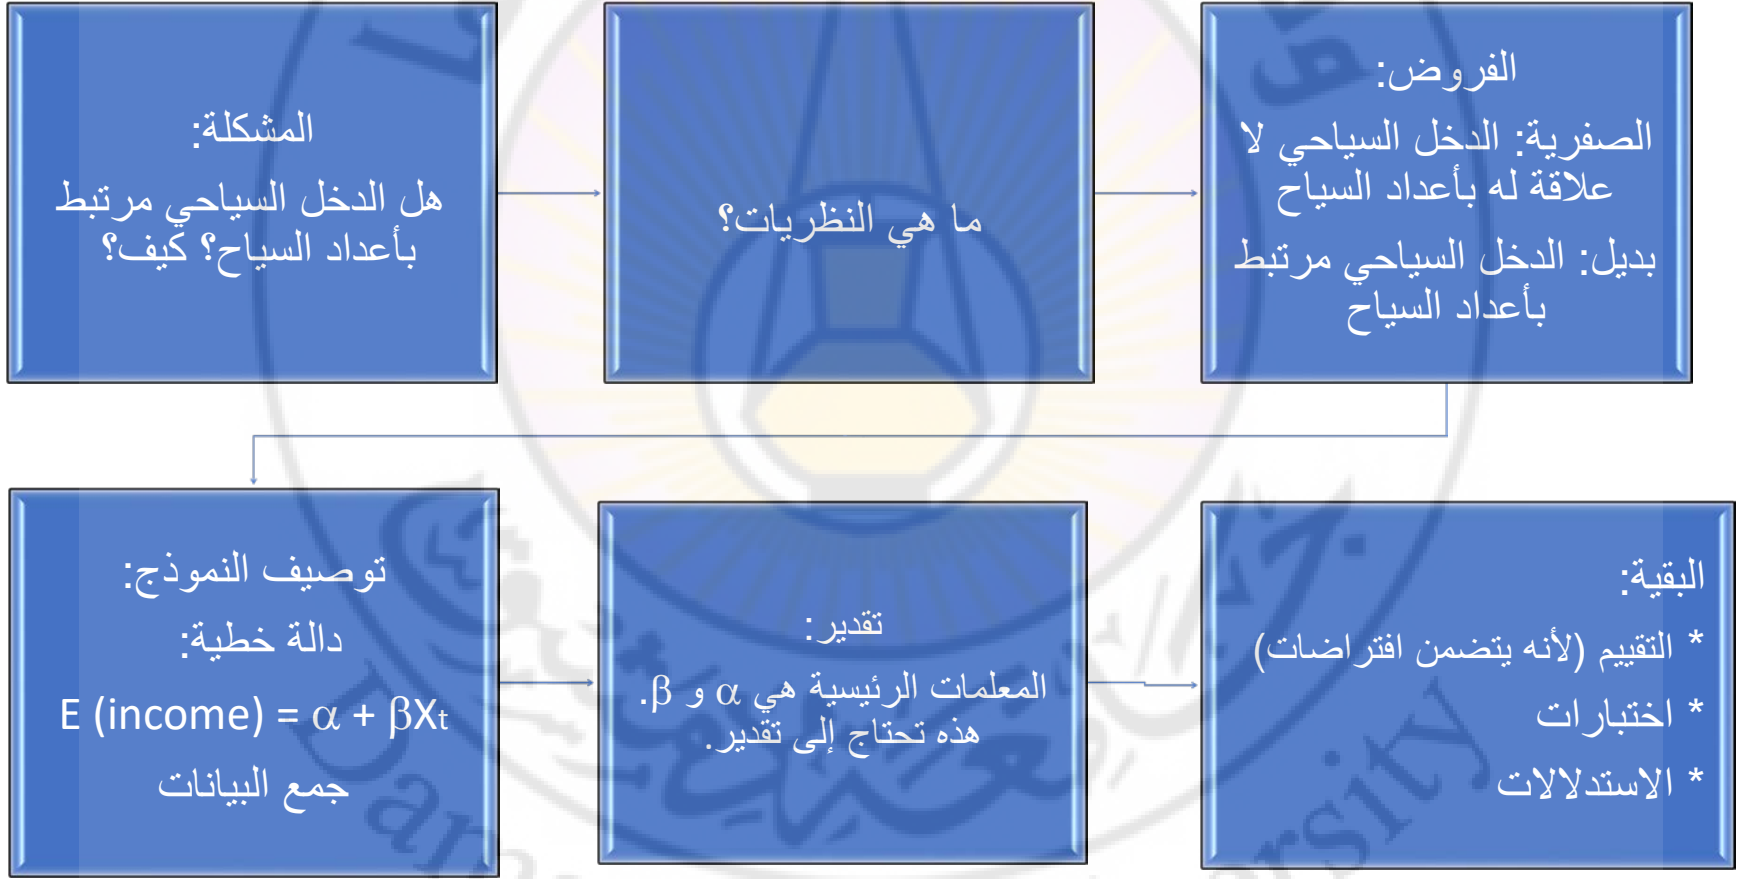 المشكلة:
هل الدخل السياحي مرتبط
بأعداد السياح؟ كيف؟
ما هي النظريات؟
الفروض:
الصفرية: الدخل السياحي لا
علاقة له بأعداد السياح
بديل: الدخل السياحي مرتبط
بأعداد السياح
توصيف النموذج:
دالة خطية:
E (income) = α + βXt
جمع البيانات
تقدير:
المعلمات الرئيسية هي α و β.
هذه تحتاج إلى تقدير.
البقية:
* التقييم (لأنه يتضمن افتراضات)
* اختبارات
* الاستدلالات